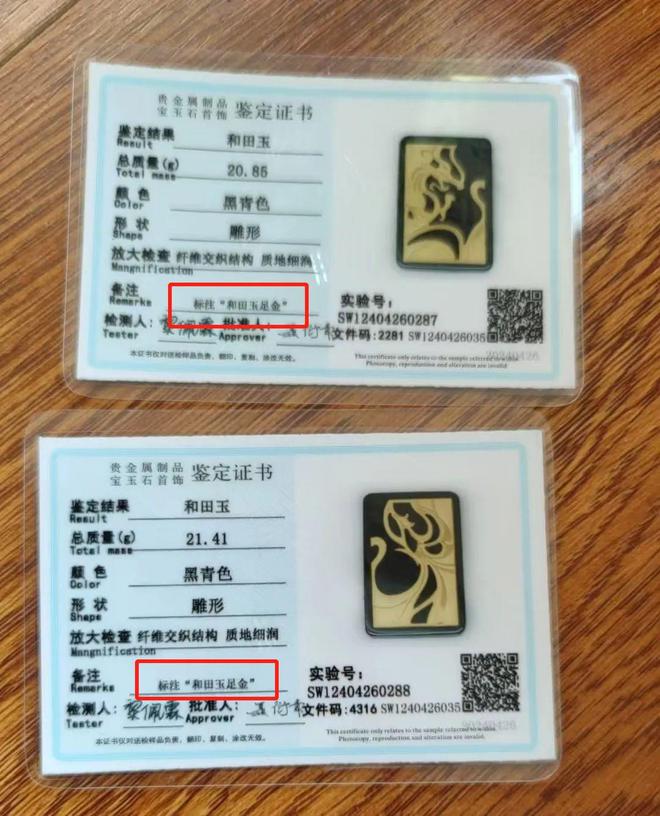 贵金属制品
宝玉石首饰 鉴定证书
鉴定结果 和田玉
Result
总质量(g) 20.85
Total mass
颜色 黑青色
Color
形状 雕形
Shape
放大检查 纤维交织结构 质地细润
Mangnification
备注 标注“和田玉足金”
Remarks
检测人: 批准人:
Tester Approver
本证书仅对送检样品负责，翻印、复制、涂改无效。
实验号:
SW12404260287
文件码:2281 SW1240426035
20240426
This certificate only relates to the sample referred to within.
Photocopy, reproduction and alteration are invalid
贵金属制品
宝玉石首饰 鉴定证书
鉴定结果 和田玉
Result
总质量(g) 21.41
Total mass
颜色 黑青色
Color
形状 雕形
Shape
放大检查 纤维交织结构 质地细润
Mangnification
备注 标注“和田玉足金”
Remarks
检测人: 批准人:
Tester Approver
本证书仅对送检样品负责，翻印、复制、涂改无效。
实验号:
SW12404260288
文件码:4316 SW1240426035
20240426
This certificate only relates to the sample referred to within.
Photocopy, reproduction and alteration are invalid